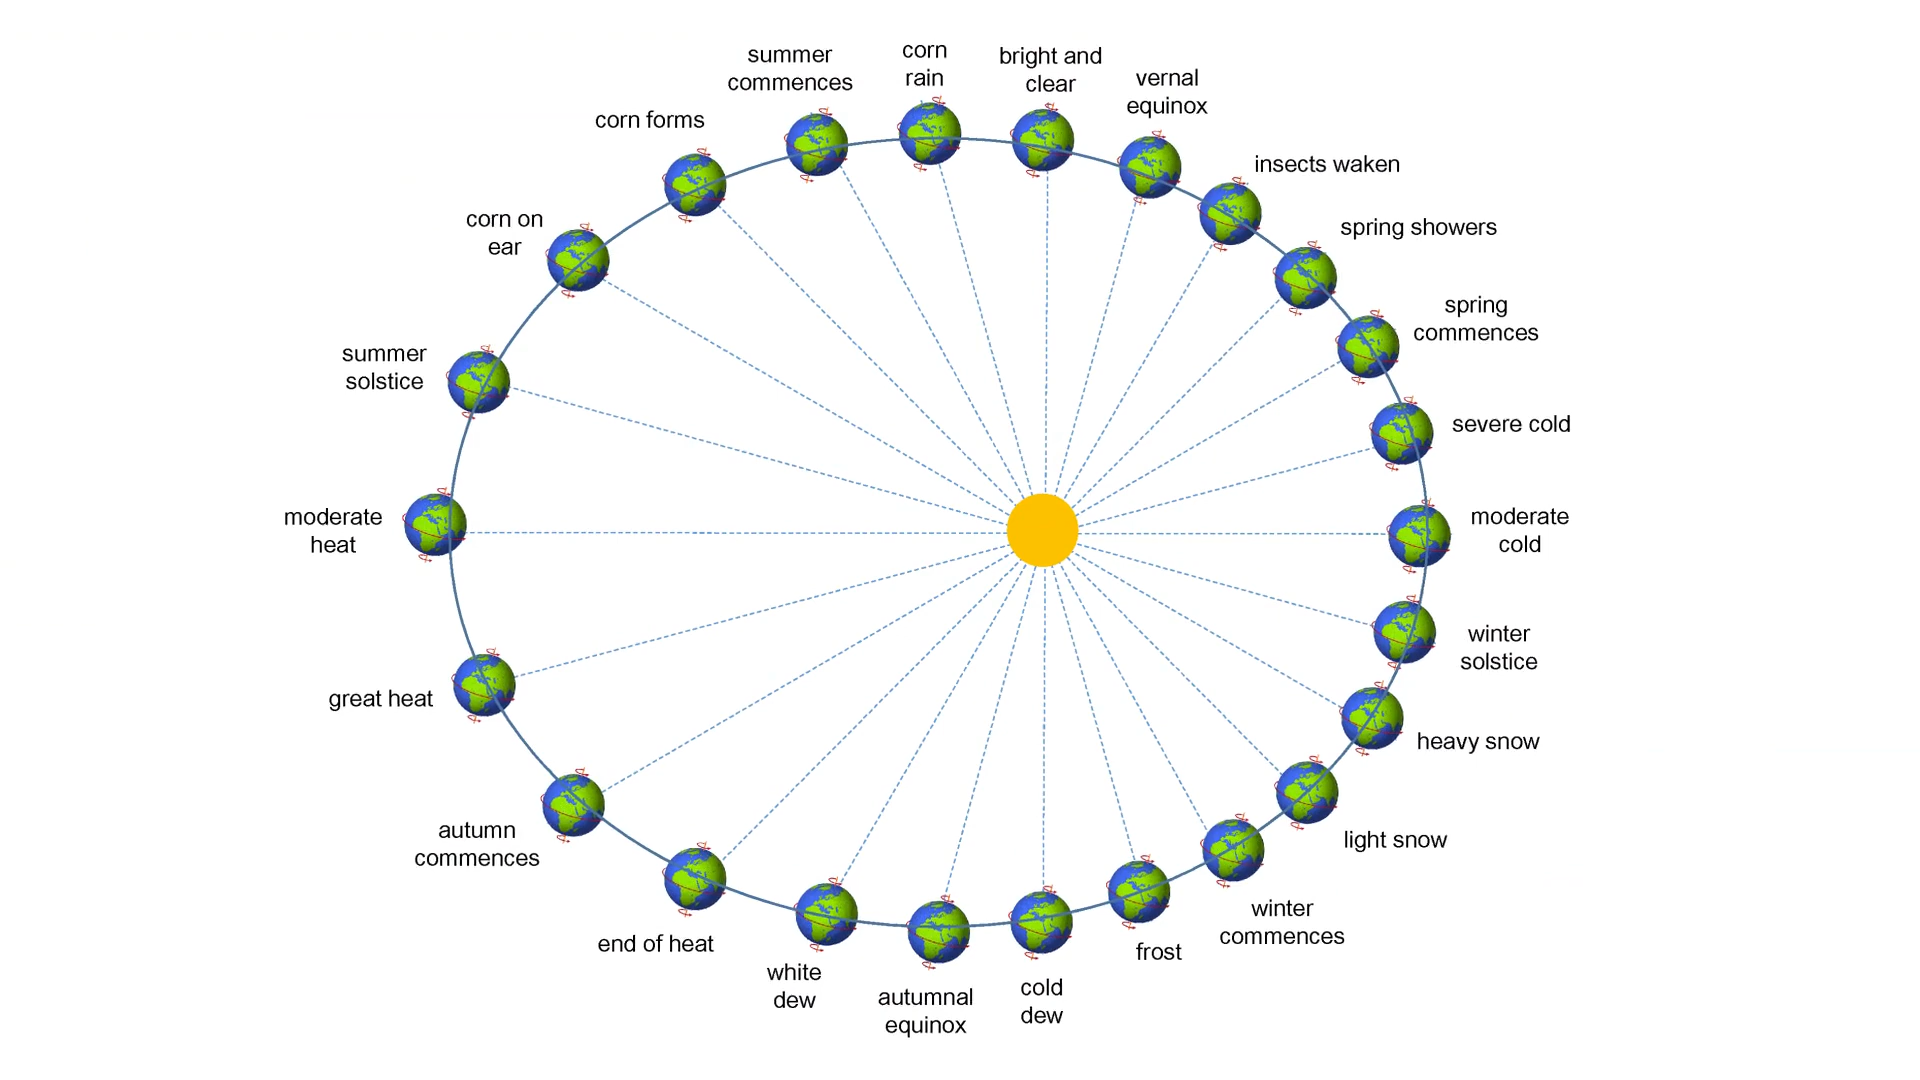 summer
commences
corn
rain
bright and
clear
vernal
equinox
corn forms
insects waken
corn on
ear
spring showers
spring
commences
summer
solstice
severe cold
moderate
heat
moderate
cold
winter
solstice
great heat
heavy snow
autumn
commences
light snow
end of heat
winter
commences
white
dew
frost
autumnal
equinox
cold
dew